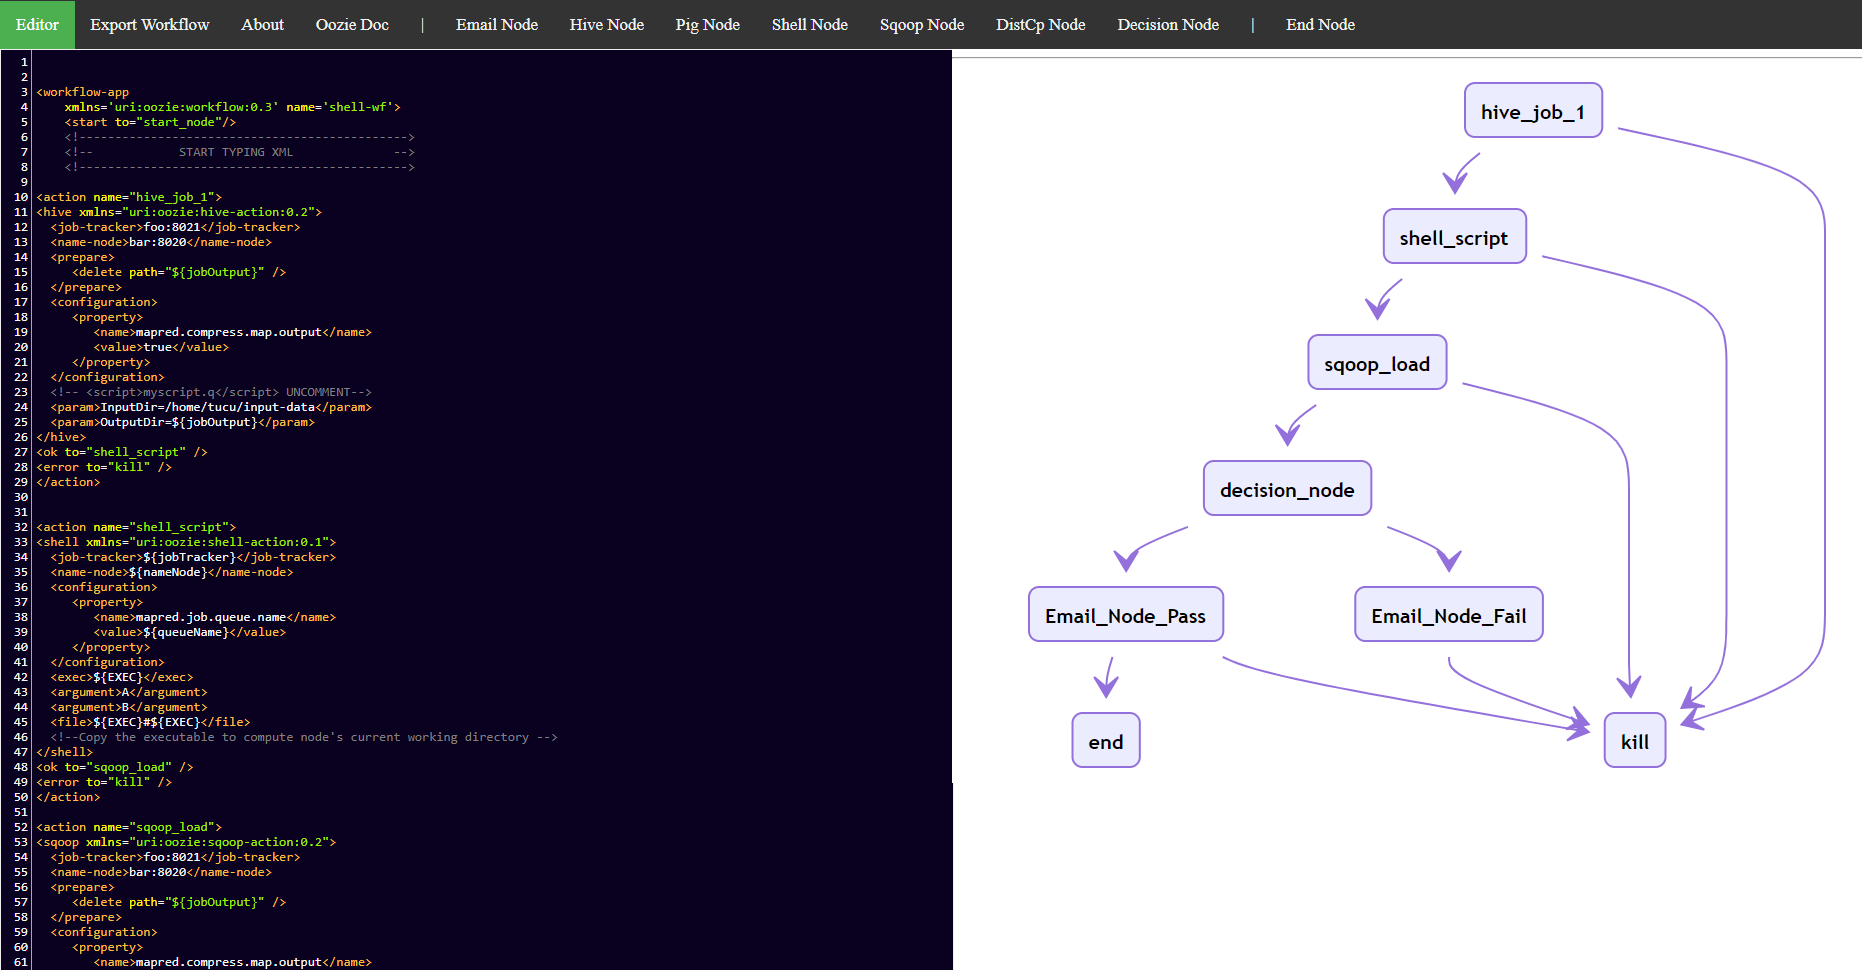 Editor Export Workflow About Oozie Doc | Email Node Hive Node Pig Node Shell Node Sqoop Node DistCp Node Decision Node | End Node
1
2
3 <workflow-app
4 xmlns='uri:oozie:workflow:0.3' name='shell-wf'>
5 <start to="start_node"/>
6 <!---------------------------------------------->
7 <!-- START TYPING XML -->
8 <!---------------------------------------------->
9
10 <action name="hive_job_1">
11 <hive xmlns="uri:oozie:hive-action:0.2">
12 <job-tracker>foo:8021</job-tracker>
13 <name-node>bar:8020</name-node>
14 <prepare>
15 <delete path="${jobOutput}" />
16 </prepare>
17 <configuration>
18 <property>
19 <name>mapred.compress.map.output</name>
20 <value>true</value>
21 </property>
22 </configuration>
23 <!-- <script>myscript.q</script> UNCOMMENT-->
24 <param>InputDir=/home/tucu/input-data</param>
25 <param>OutputDir=${jobOutput}</param>
26 </hive>
27 <ok to="shell_script" />
28 <error to="kill" />
29 </action>
30
31
32 <action name="shell_script">
33 <shell xmlns="uri:oozie:shell-action:0.1">
34 <job-tracker>${jobTracker}</job-tracker>
35 <name-node>${nameNode}</name-node>
36 <configuration>
37 <property>
38 <name>mapred.job.queue.name</name>
39 <value>${queueName}</value>
40 </property>
41 </configuration>
42 <exec>${EXEC}</exec>
43 <argument>A</argument>
44 <argument>B</argument>
45 <file>${EXEC}#${EXEC}</file>
46 <!--Copy the executable to compute node's current working directory -->
47 </shell>
48 <ok to="sqoop_load" />
49 <error to="kill" />
50 </action>
51
52 <action name="sqoop_load">
53 <sqoop xmlns="uri:oozie:sqoop-action:0.2">
54 <job-tracker>foo:8021</job-tracker>
55 <name-node>bar:8020</name-node>
56 <prepare>
57 <delete path="${jobOutput}" />
58 </prepare>
59 <configuration>
60 <property>
61 <name>mapred.compress.map.output</name>
hive_job_1
shell_script
sqoop_load
decision_node
Email_Node_Pass Email_Node_Fail
end kill